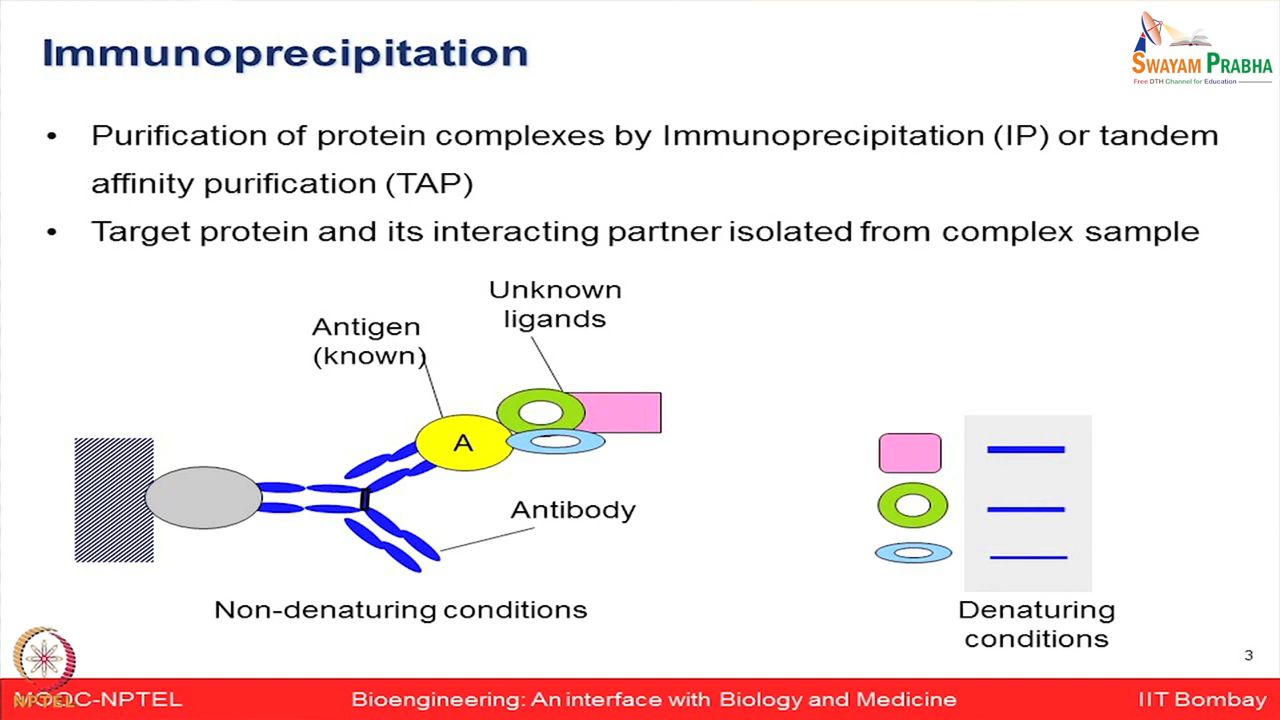 Immunoprecipitation
SWAYAM PRABHA
Free DTH Channel for Education
• Purification of protein complexes by Immunoprecipitation (IP) or tandem
affinity purification (TAP)
• Target protein and its interacting partner isolated from complex sample
Unknown
ligands
Antigen
(known)
A
Antibody
Non-denaturing conditions
Denaturing
conditions
3
NPTEL
MOOC-NPTEL
Bioengineering: An interface with Biology and Medicine
IIT Bombay